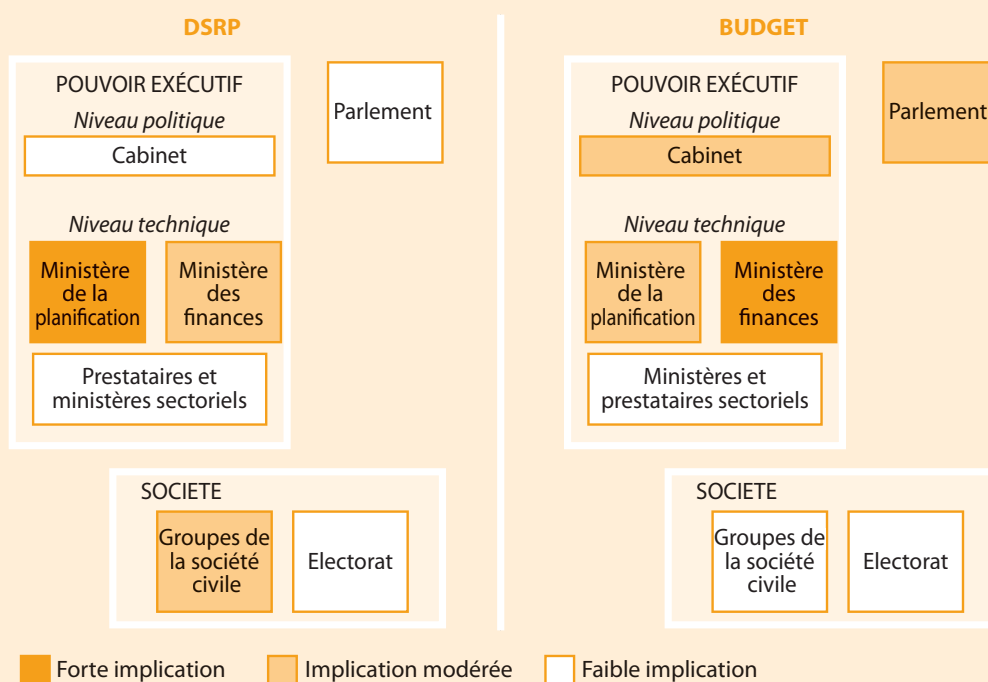 DSRP
POUVOIR EXÉCUTIF
Niveau politique
Cabinet
Niveau technique
Ministère
de la
planification
Ministère
des
finances
Prestataires et
ministères sectoriels
Parlement
SOCIETE
Groupes de
la société
civile
Electorat
BUDGET
POUVOIR EXÉCUTIF
Niveau politique
Cabinet
Niveau technique
Ministère
de la
planification
Ministère
des
finances
Ministères et
prestataires sectoriels
Parlement
SOCIETE
Groupes de
la société
civile
Electorat
Forte implication
Implication modérée
Faible implication